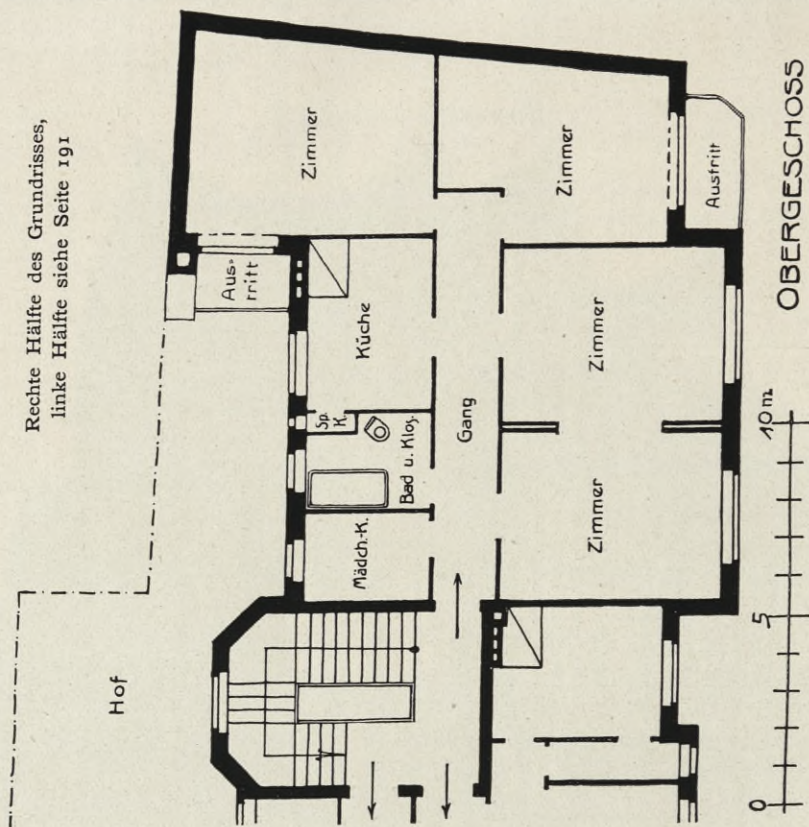 Rechte Hälfte des Grundrisses,
linke Hälfte siehe Seite 191
Hof
Zimmer
Zimmer
Aus-
tritt
Austritt
Küche
Zimmer
Sp.
K.
Bad u. Klos.
Gang
Zimmer
Mädch.-K.
OBERGESCHOSS
0
5
10 m